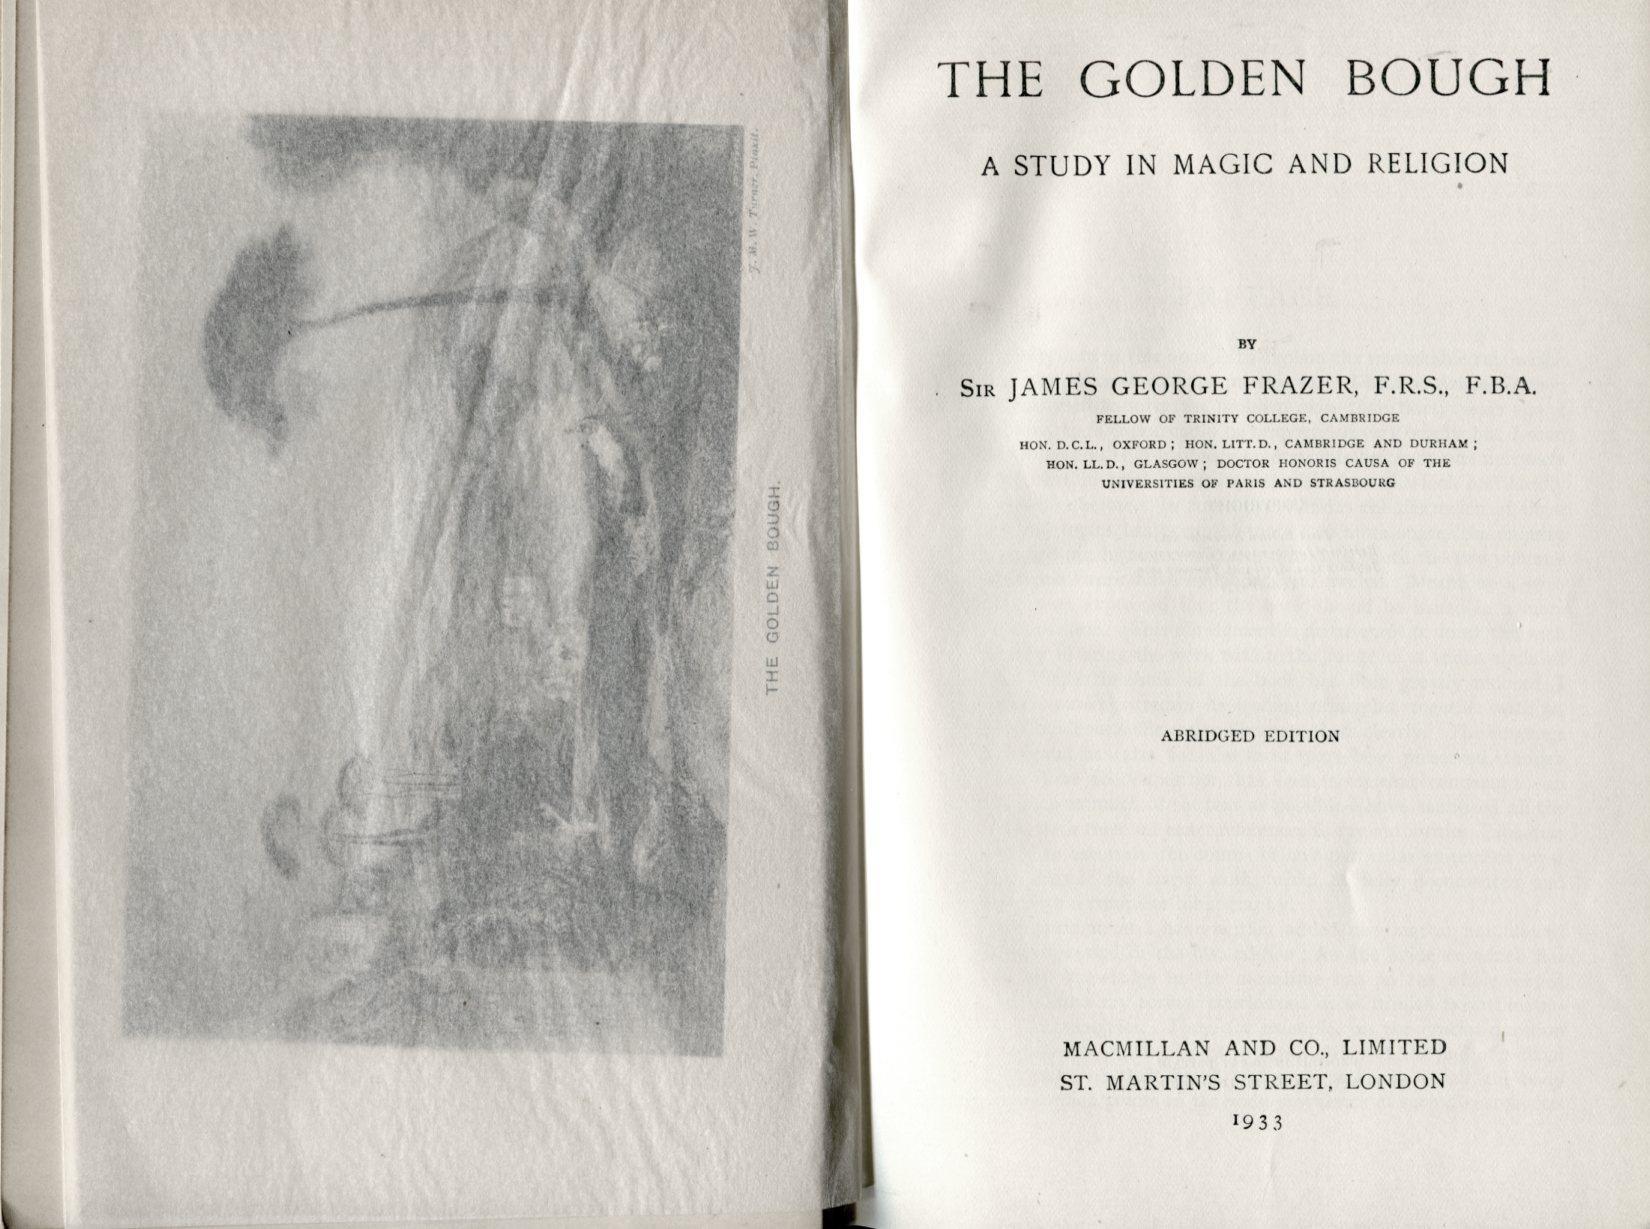 J. M. W. Turner, Pinxit.
THE GOLDEN BOUGH.
THE GOLDEN BOUGH
A STUDY IN MAGIC AND RELIGION
BY
SIR JAMES GEORGE FRAZER, F.R.S., F.B.A.
FELLOW OF TRINITY COLLEGE, CAMBRIDGE
HON. D.C.L., OXFORD; HON. LITT.D., CAMBRIDGE AND DURHAM;
HON. LL.D., GLASGOW; DOCTOR HONORIS CAUSA OF THE
UNIVERSITIES OF PARIS AND STRASBOURG
ABRIDGED EDITION
MACMILLAN AND CO., LIMITED
ST. MARTIN'S STREET, LONDON
1933